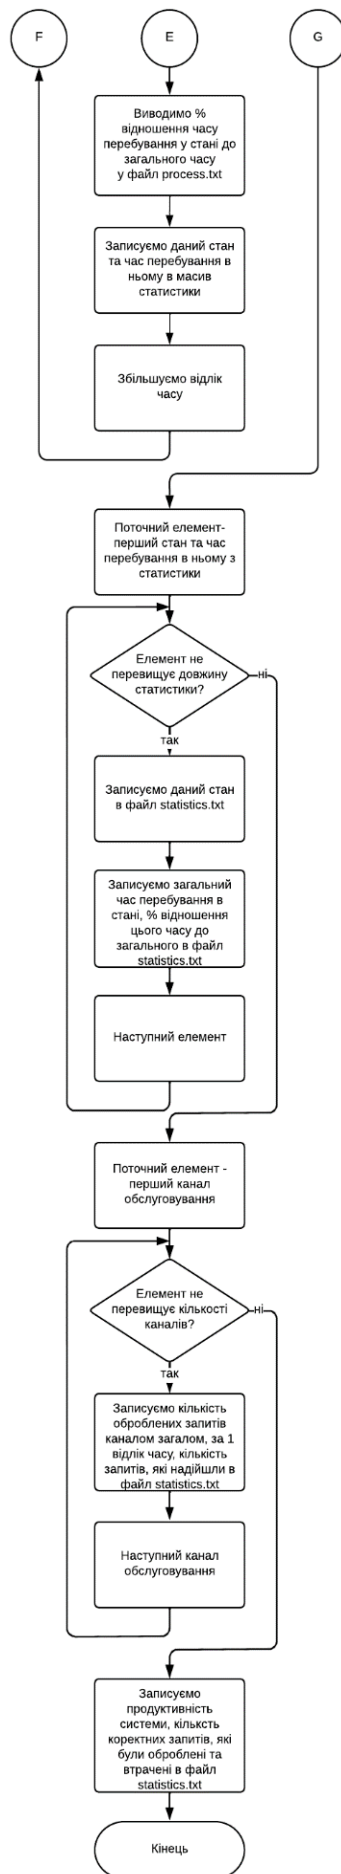 F
E
G
Виводимо %
відношення часу
перебування у стані до
загального часу
у файл process.txt
Записуємо даний стан
та час перебування в
ньому в масив
статистики
Збільшуємо відлік
часу
Поточний елемент-
перший стан та час
перебування в ньому з
статистики
Елемент не
перевищує довжину
статистики?
ні
так
Записуємо даний стан
в файл statistics.txt
Записуємо загальний
час перебування в
стані, % відношення
цього часу до
загального в файл
statistics.txt
Наступний елемент
Поточний елемент -
перший канал
обслуговування
Елемент не
перевищує кількості
каналів?
ні
так
Записуємо кількість
оброблених запитів
каналом загалом, за 1
відлік часу, кількість
запитів, які надійшли в
файл statistics.txt
Наступний канал
обслуговування
Записуємо
продуктивність
системи, кільксть
коректних запитів, які
були оброблені та
втрачені в файл
statistics.txt
Кінець